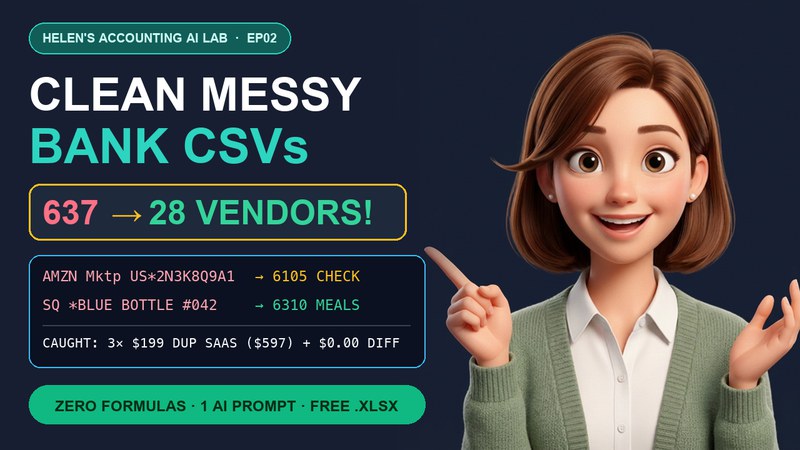 HELEN'S ACCOUNTING AI LAB · EP02
CLEAN MESSY
BANK CSVs
637 → 28 VENDORS!
AMZN Mktp US*2N3K8Q9A1 → 6105 CHECK
SQ *BLUE BOTTLE #042 → 6310 MEALS
CAUGHT: 3× $199 DUP SAAS ($597) + $0.00 DIFF
ZERO FORMULAS · 1 AI PROMPT · FREE .XLSX